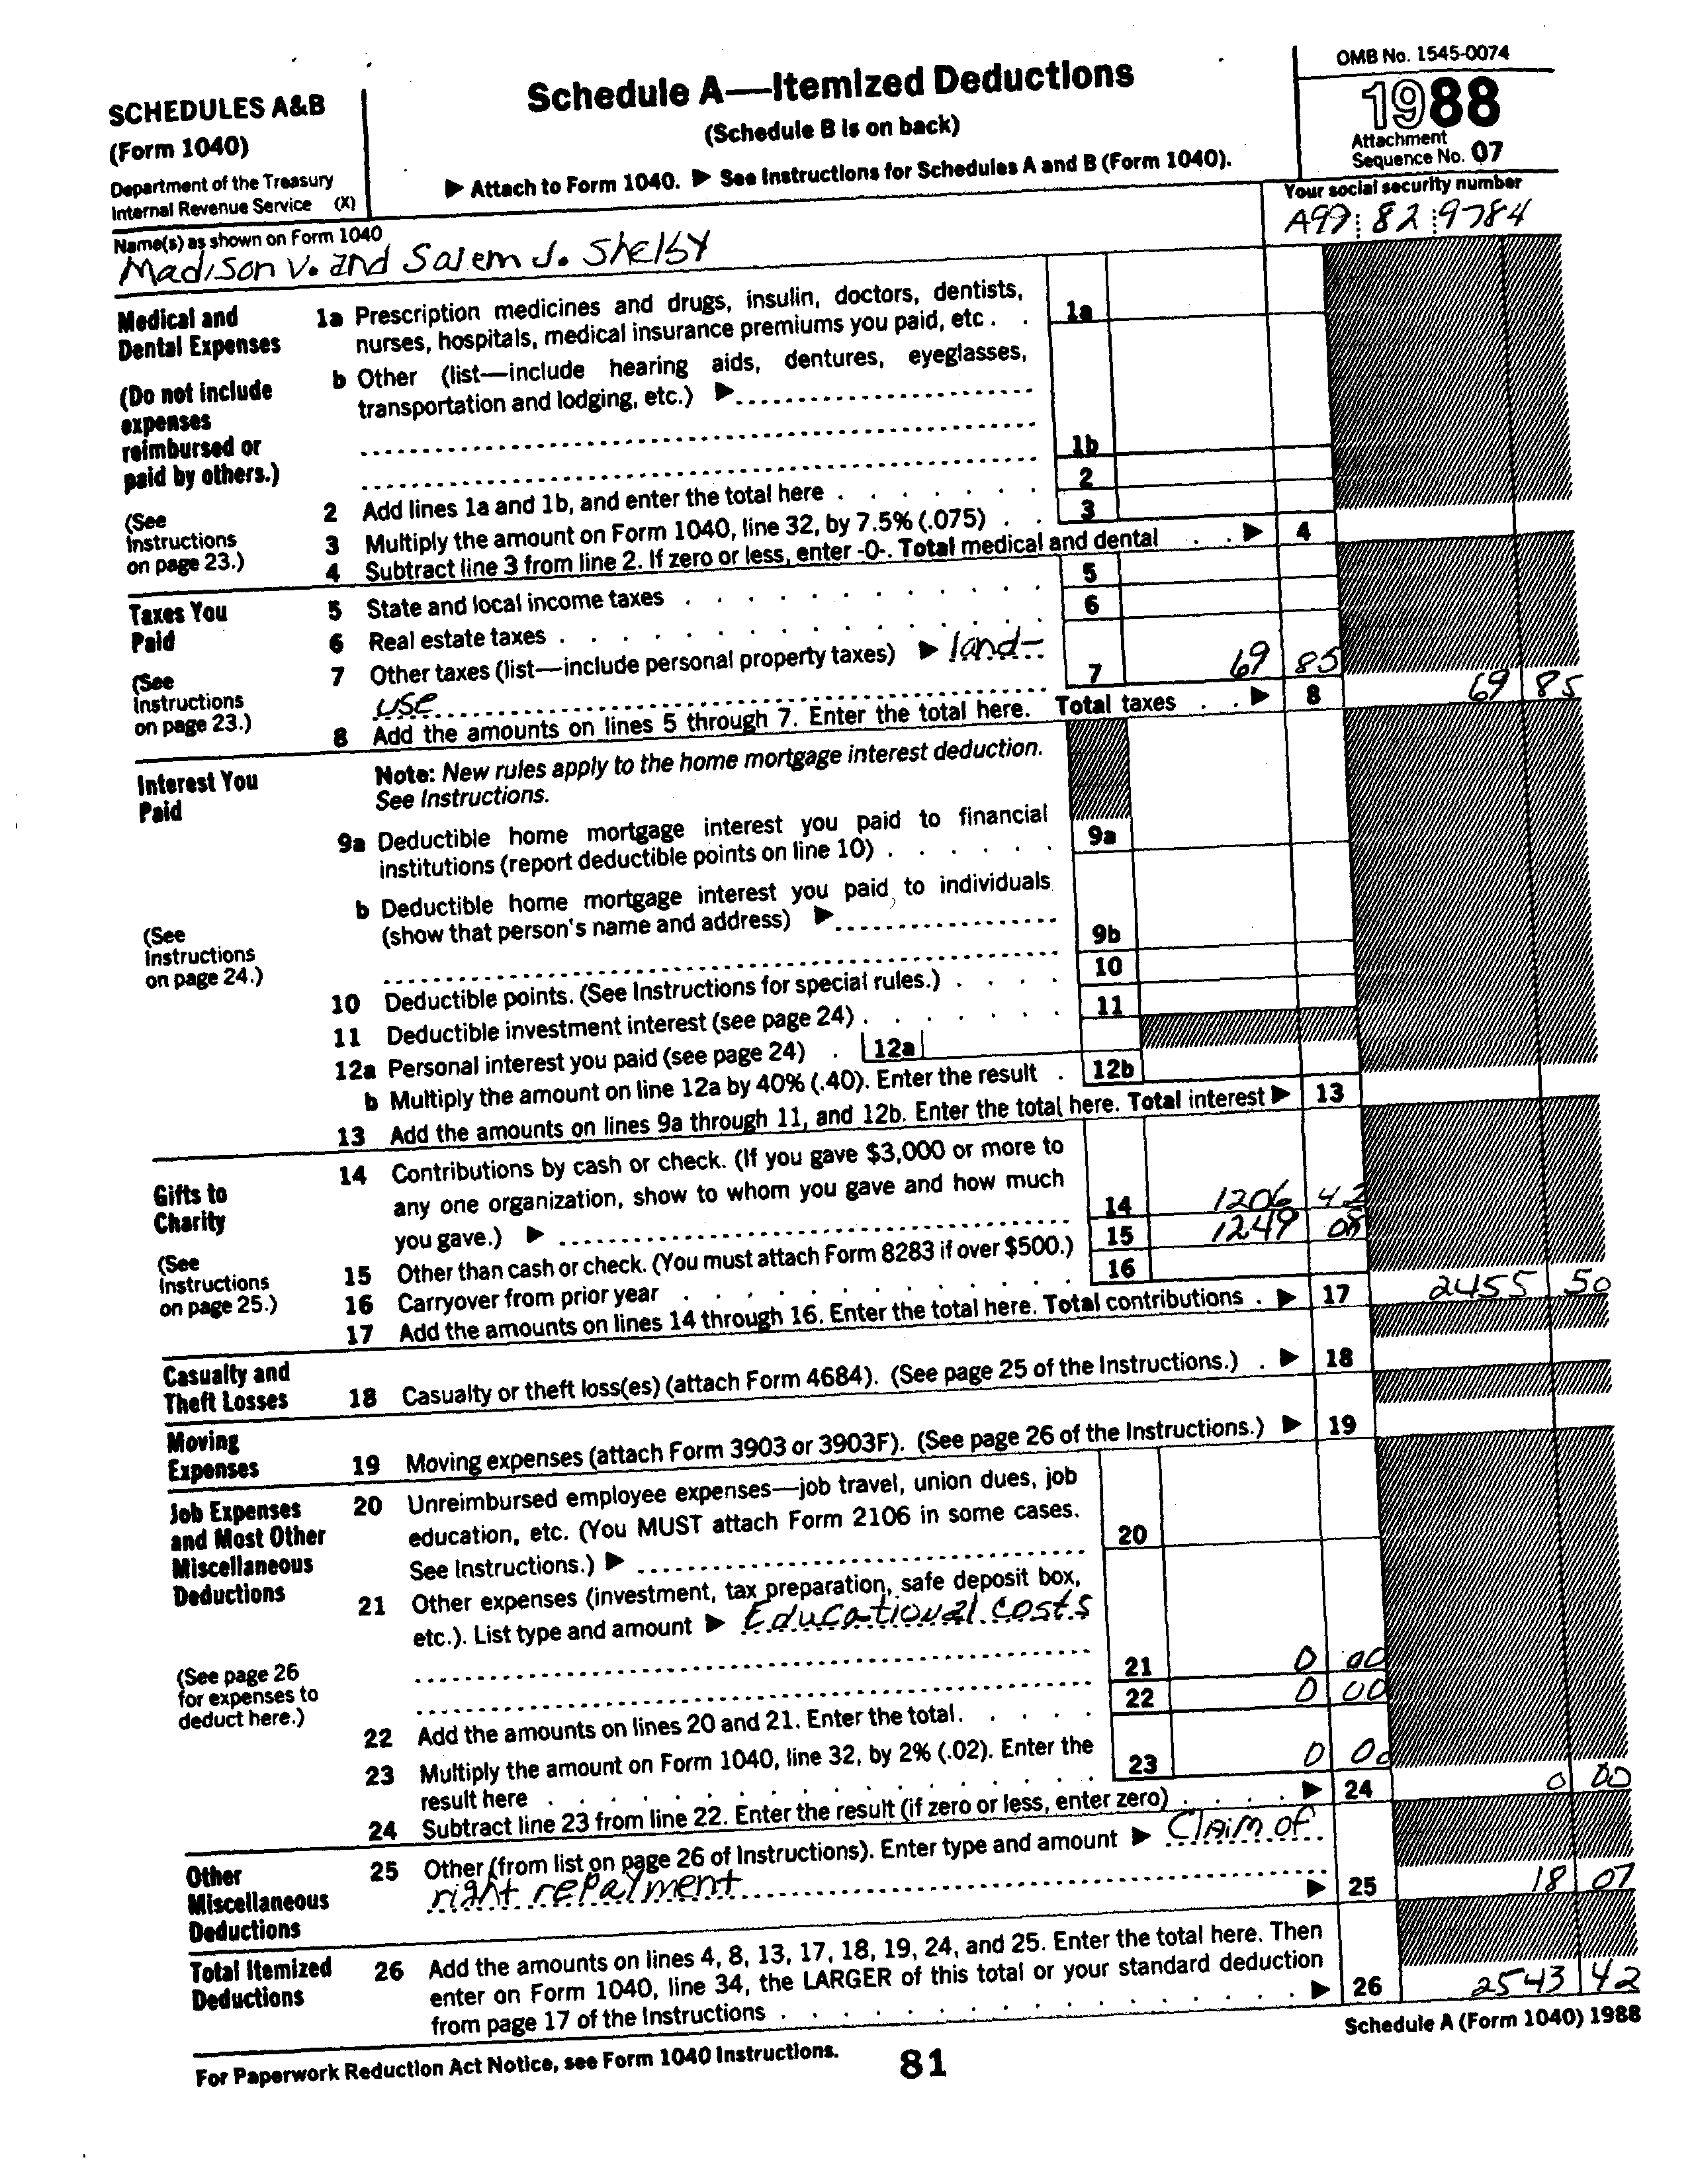 SCHEDULES A&B
(Form 1040)
Department of the Treasury
Internal Revenue Service (X)
Schedule A—Itemized Deductions
(Schedule B is on back)
▶ Attach to Form 1040. ▶ See Instructions for Schedules A and B (Form 1040).
OMB No. 1545-0074
1988
Attachment
Sequence No. 07
Name(s) as shown on Form 1040
Madison V. and Salem J. Shelby
Your social security number
A99 82 9784
Medical and
Dental Expenses
(Do not include
expenses
reimbursed or
paid by others.)
(See
Instructions
on page 23.)
1a Prescription medicines and drugs, insulin, doctors, dentists,
nurses, hospitals, medical insurance premiums you paid, etc . . 1a
b Other (list—include hearing aids, dentures, eyeglasses,
transportation and lodging, etc.) ▶
1b
2 Add lines 1a and 1b, and enter the total here . . . . . . . 2
3 Multiply the amount on Form 1040, line 32, by 7.5% (.075) . . 3
4 Subtract line 3 from line 2. If zero or less, enter -0-. Total medical and dental . . ▶ 4
Taxes You
Paid
(See
Instructions
on page 23.)
5 State and local income taxes . . . . . . . . . . . 5
6 Real estate taxes . . . . . . . . . . . . . . 6
7 Other taxes (list—include personal property taxes) ▶ land-
use 7 69 85
8 Add the amounts on lines 5 through 7. Enter the total here. Total taxes . . ▶ 8 69 85
Interest You
Paid
(See
Instructions
on page 24.)
Note: New rules apply to the home mortgage interest deduction.
See Instructions.
9a Deductible home mortgage interest you paid to financial
institutions (report deductible points on line 10) . . . . . . 9a
b Deductible home mortgage interest you paid to individuals
(show that person's name and address) ▶
9b
10 Deductible points. (See Instructions for special rules.) . . . . 10
11 Deductible investment interest (see page 24) . . . . . . . 11
12a Personal interest you paid (see page 24) . 12a
b Multiply the amount on line 12a by 40% (.40). Enter the result . 12b
13 Add the amounts on lines 9a through 11, and 12b. Enter the total here. Total interest ▶ 13
Gifts to
Charity
(See
Instructions
on page 25.)
14 Contributions by cash or check. (If you gave $3,000 or more to
any one organization, show to whom you gave and how much
you gave.) ▶ 14 1206 42
15 Other than cash or check. (You must attach Form 8283 if over $500.) 15 1249 08
16 Carryover from prior year . . . . . . . . . . . 16
17 Add the amounts on lines 14 through 16. Enter the total here. Total contributions . ▶ 17 2455 50
Casualty and
Theft Losses
18 Casualty or theft loss(es) (attach Form 4684). (See page 25 of the Instructions.) . ▶ 18
Moving
Expenses
19 Moving expenses (attach Form 3903 or 3903F). (See page 26 of the Instructions.) ▶ 19
Job Expenses
and Most Other
Miscellaneous
Deductions
(See page 26
for expenses to
deduct here.)
20 Unreimbursed employee expenses—job travel, union dues, job
education, etc. (You MUST attach Form 2106 in some cases.
See Instructions.) ▶ 20
21 Other expenses (investment, tax preparation, safe deposit box,
etc.). List type and amount ▶ Educational costs
21 0 00
22 Add the amounts on lines 20 and 21. Enter the total. . . . . . 22 0 00
23 Multiply the amount on Form 1040, line 32, by 2% (.02). Enter the
result here . . . . . . . . . . . . . . 23 0 00
24 Subtract line 23 from line 22. Enter the result (if zero or less, enter zero) . . . . ▶ 24 0 00
Other
Miscellaneous
Deductions
25 Other (from list on page 26 of Instructions). Enter type and amount ▶ Claim of
right repayment ▶ 25 18 07
Total Itemized
Deductions
26 Add the amounts on lines 4, 8, 13, 17, 18, 19, 24, and 25. Enter the total here. Then
enter on Form 1040, line 34, the LARGER of this total or your standard deduction
from page 17 of the Instructions . . . . . . . . . . . . . . . ▶ 26 2543 42
For Paperwork Reduction Act Notice, see Form 1040 Instructions.
81
Schedule A (Form 1040) 1988